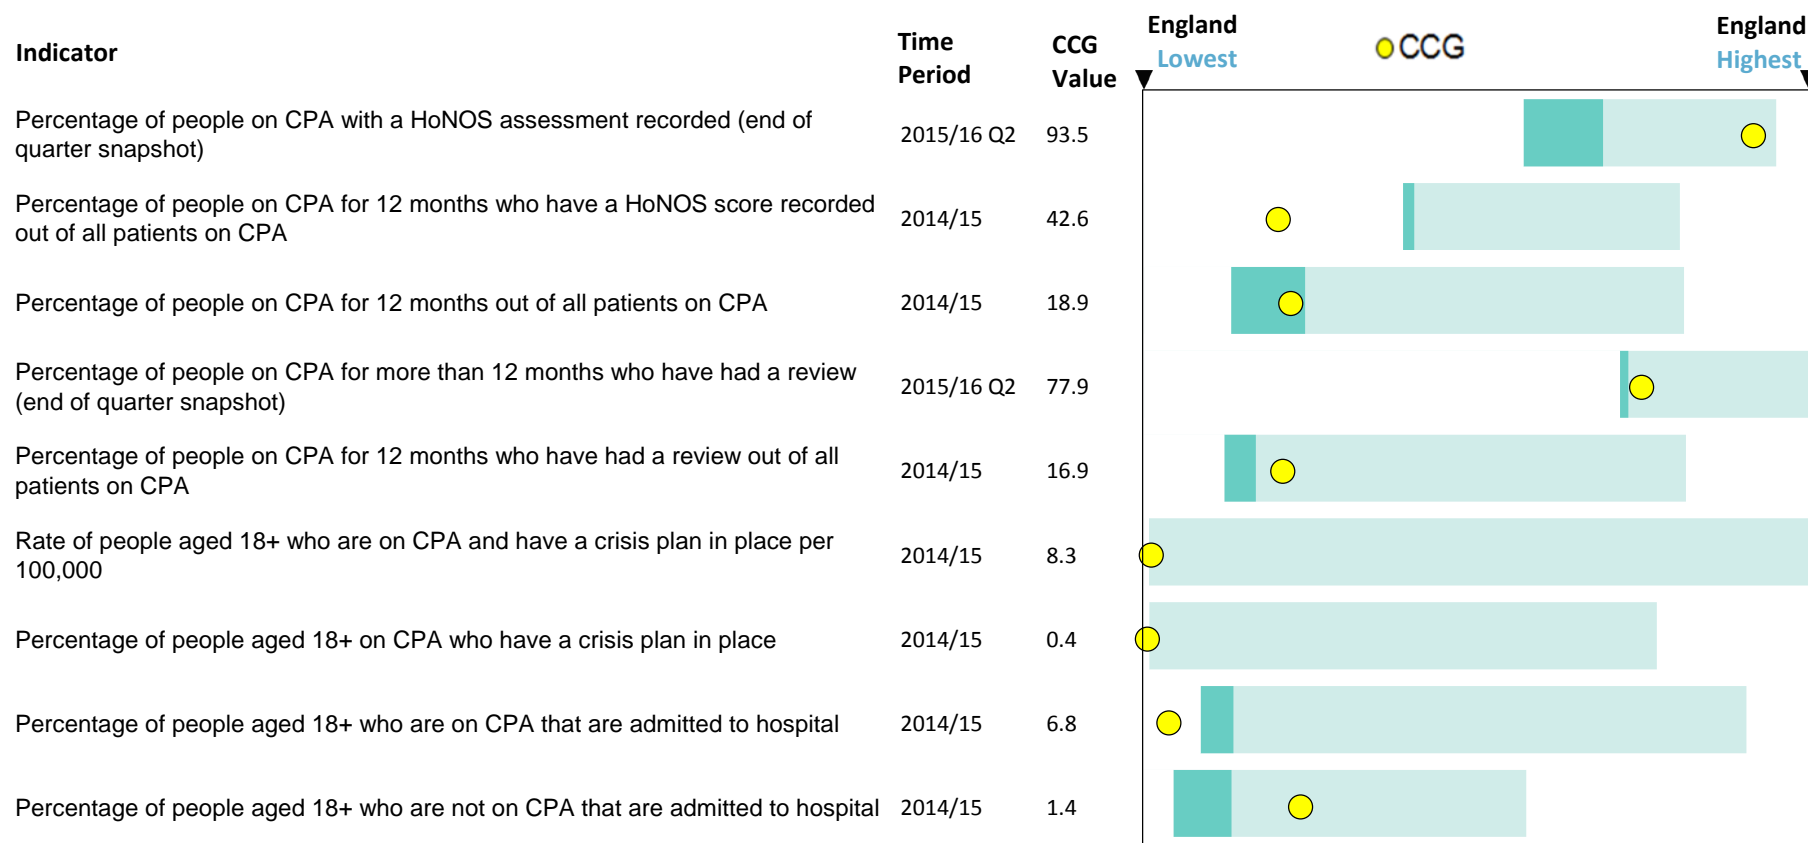 Indicator
Time
Period
CCG
Value
England
Lowest
CCG
England
Highest
Percentage of people on CPA with a HoNOS assessment recorded (end of
quarter snapshot)
2015/16 Q2
93.5
Percentage of people on CPA for 12 months who have a HoNOS score recorded
out of all patients on CPA
2014/15
42.6
Percentage of people on CPA for 12 months out of all patients on CPA
2014/15
18.9
Percentage of people on CPA for more than 12 months who have had a review
(end of quarter snapshot)
2015/16 Q2
77.9
Percentage of people on CPA for 12 months who have had a review out of all
patients on CPA
2014/15
16.9
Rate of people aged 18+ who are on CPA and have a crisis plan in place per
100,000
2014/15
8.3
Percentage of people aged 18+ on CPA who have a crisis plan in place
2014/15
0.4
Percentage of people aged 18+ who are on CPA that are admitted to hospital
2014/15
6.8
Percentage of people aged 18+ who are not on CPA that are admitted to hospital
2014/15
1.4